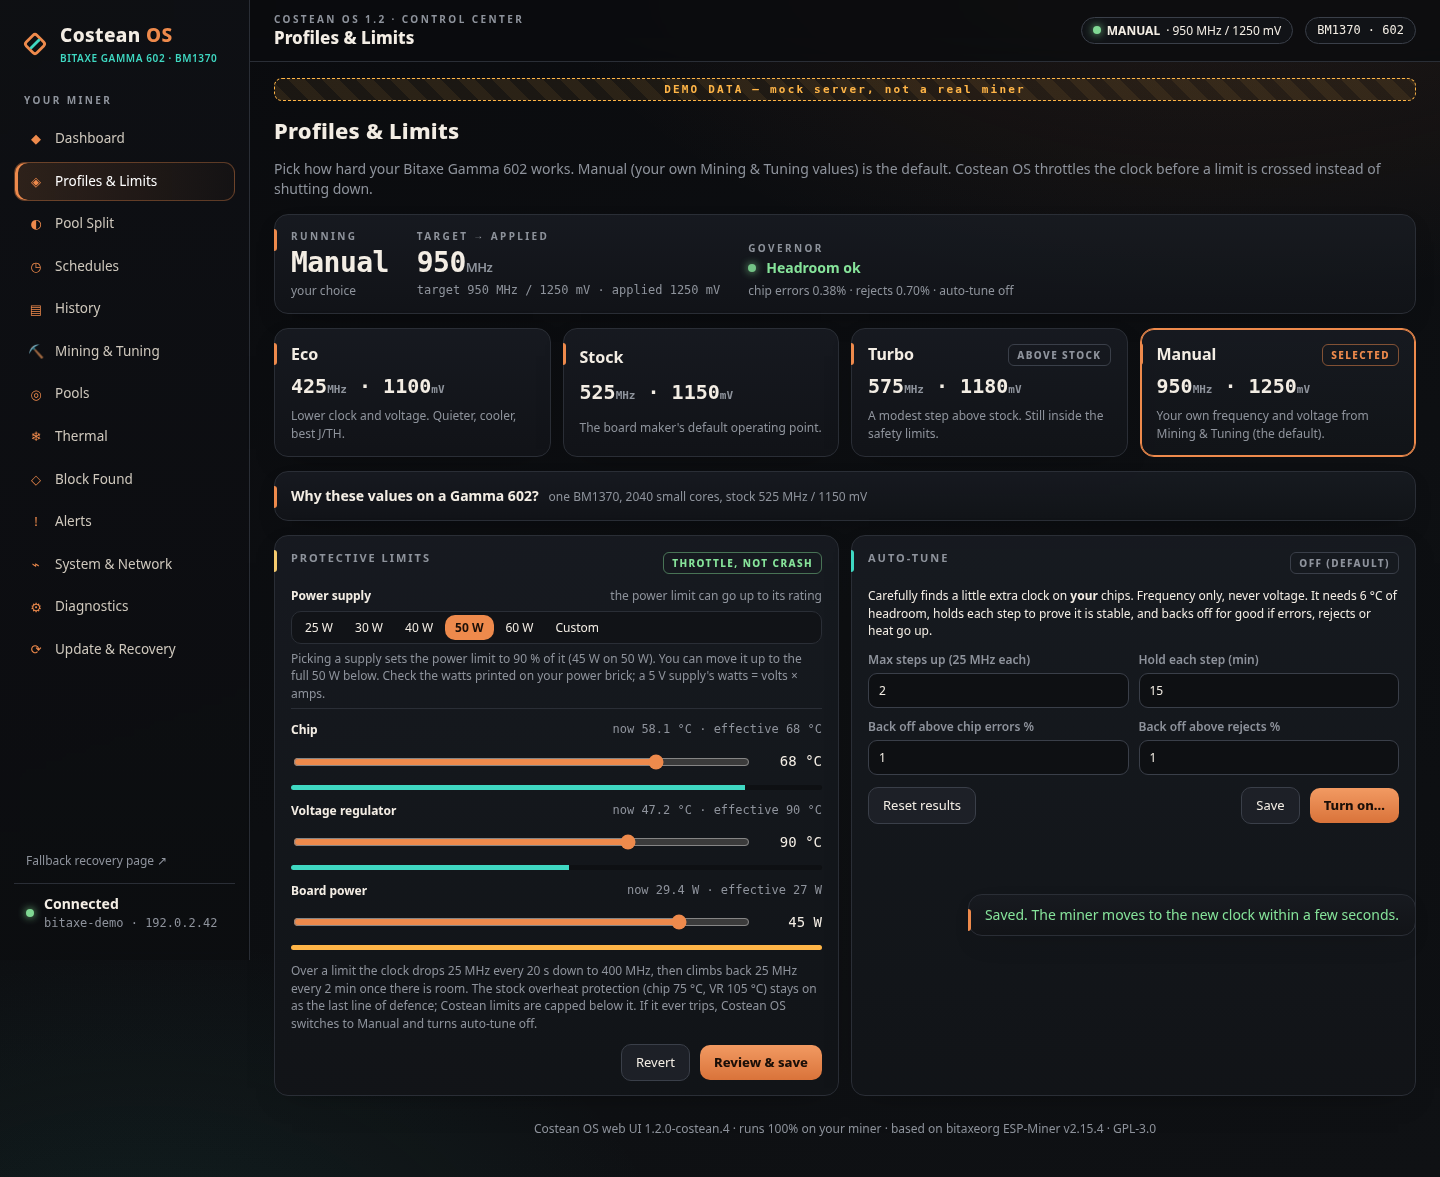 Costean OS
BITAXE GAMMA 602 · BM1370
YOUR MINER
Dashboard
Profiles & Limits
Pool Split
Schedules
History
Mining & Tuning
Pools
Thermal
Block Found
Alerts
System & Network
Diagnostics
Update & Recovery
Fallback recovery page ↗
Connected
bitaxe-demo · 192.0.2.42
COSTEAN OS 1.2 · CONTROL CENTER
Profiles & Limits
MANUAL · 950 MHz / 1250 mV
BM1370 · 602
DEMO DATA — mock server, not a real miner
Profiles & Limits
Pick how hard your Bitaxe Gamma 602 works. Manual (your own Mining & Tuning values) is the default. Costean OS throttles the clock before a limit is crossed instead of
shutting down.
RUNNING
Manual
your choice
TARGET → APPLIED
950MHz
target 950 MHz / 1250 mV · applied 1250 mV
GOVERNOR
Headroom ok
chip errors 0.38% · rejects 0.70% · auto-tune off
Eco
425MHz · 1100mV
Lower clock and voltage. Quieter, cooler,
best J/TH.
Stock
525MHz · 1150mV
The board maker's default operating point.
Turbo
ABOVE STOCK
575MHz · 1180mV
A modest step above stock. Still inside the
safety limits.
Manual
SELECTED
950MHz · 1250mV
Your own frequency and voltage from
Mining & Tuning (the default).
Why these values on a Gamma 602? one BM1370, 2040 small cores, stock 525 MHz / 1150 mV
PROTECTIVE LIMITS
THROTTLE, NOT CRASH
Power supply
the power limit can go up to its rating
25 W 30 W 40 W 50 W 60 W Custom
Picking a supply sets the power limit to 90 % of it (45 W on 50 W). You can move it up to the
full 50 W below. Check the watts printed on your power brick; a 5 V supply's watts = volts ×
amps.
Chip
now 58.1 °C · effective 68 °C
68 °C
Voltage regulator
now 47.2 °C · effective 90 °C
90 °C
Board power
now 29.4 W · effective 27 W
45 W
Over a limit the clock drops 25 MHz every 20 s down to 400 MHz, then climbs back 25 MHz
every 2 min once there is room. The stock overheat protection (chip 75 °C, VR 105 °C) stays on
as the last line of defence; Costean limits are capped below it. If it ever trips, Costean OS
switches to Manual and turns auto-tune off.
Revert
Review & save
AUTO-TUNE
OFF (DEFAULT)
Carefully finds a little extra clock on your chips. Frequency only, never voltage. It needs 6 °C of
headroom, holds each step to prove it is stable, and backs off for good if errors, rejects or
heat go up.
Max steps up (25 MHz each)
2
Hold each step (min)
15
Back off above chip errors %
1
Back off above rejects %
1
Reset results
Save
Turn on…
Saved. The miner moves to the new clock within a few seconds.
Costean OS web UI 1.2.0-costean.4 · runs 100% on your miner · based on bitaxeorg ESP-Miner v2.15.4 · GPL-3.0